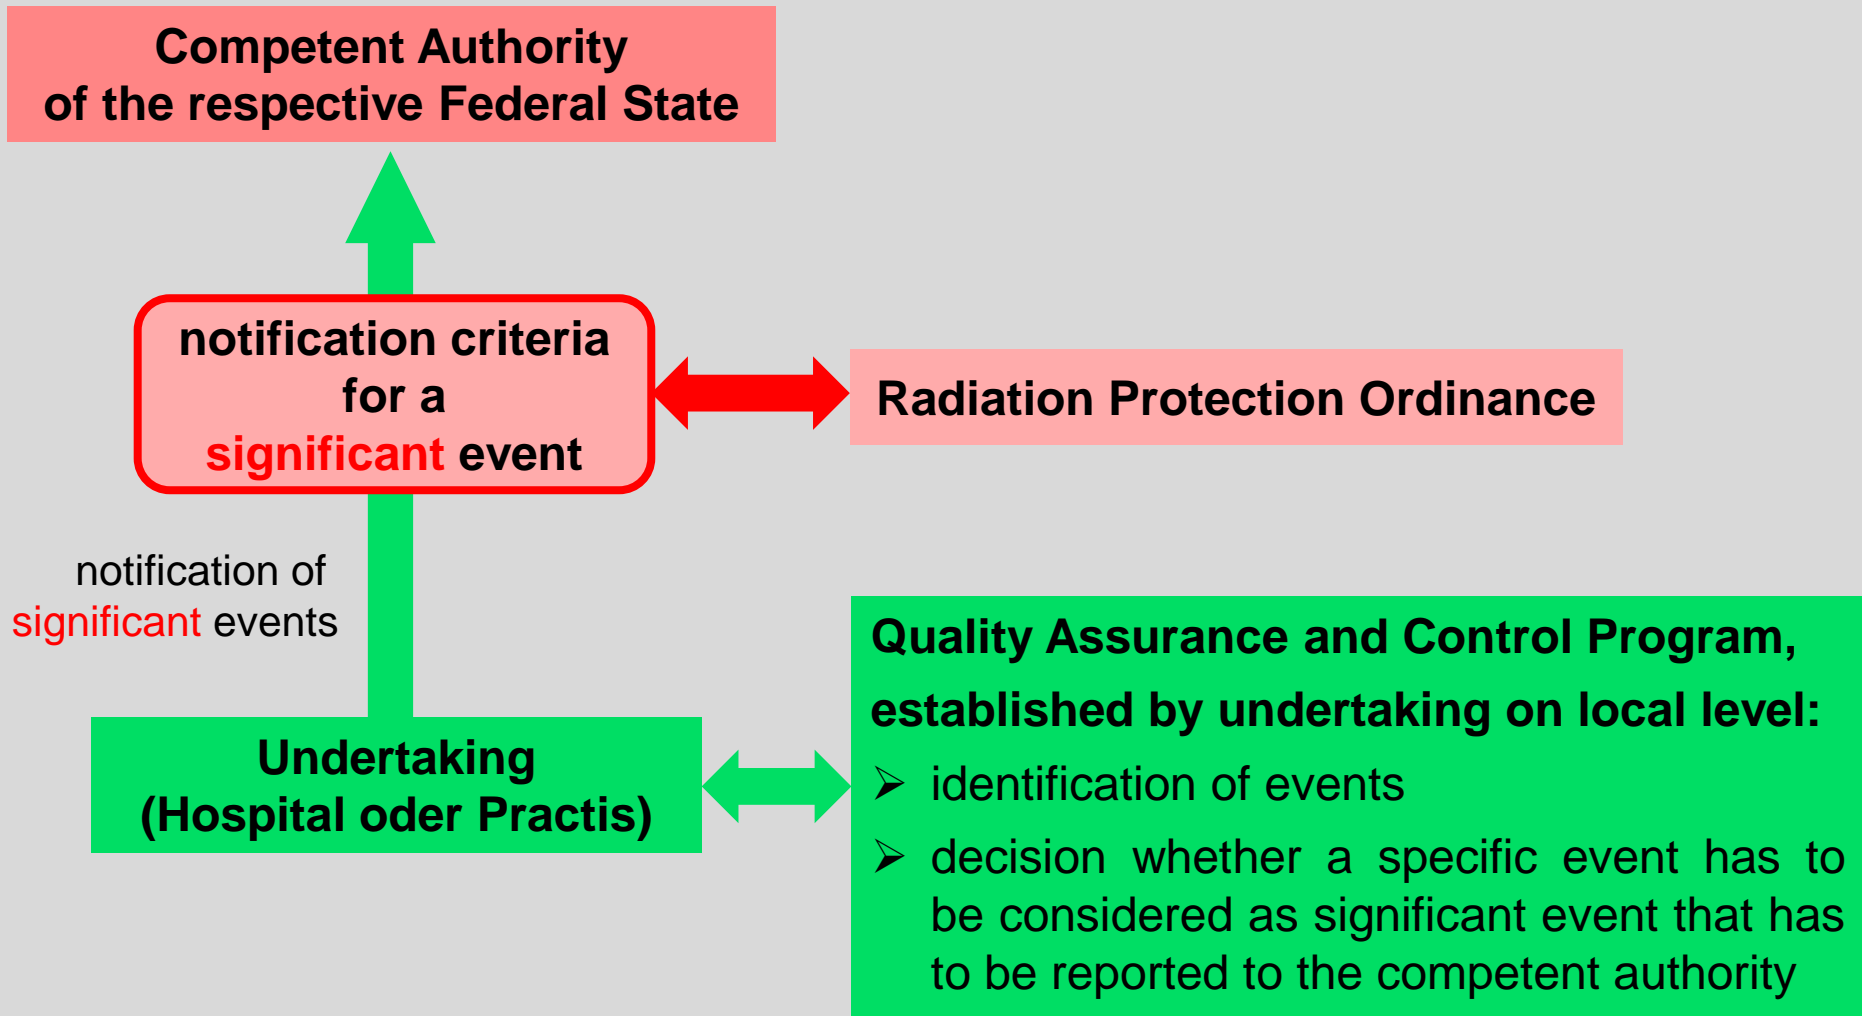 Competent Authority
of the respective Federal State
notification criteria
for a
significant event
Radiation Protection Ordinance
notification of
significant events
Undertaking
(Hospital oder Practis)
Quality Assurance and Control Program,
established by undertaking on local level:
➢ identification of events
➢ decision whether a specific event has to
be considered as significant event that has
to be reported to the competent authority